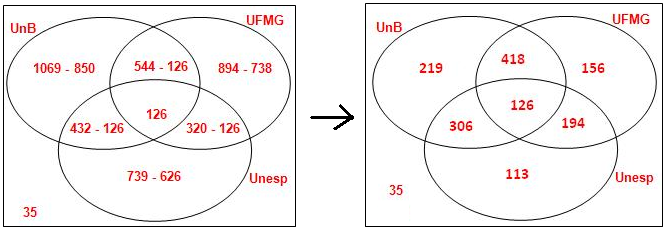 UnB
UFMG
1069 - 850
544 - 126
894 - 738
126
432 - 126
320 - 126
739 - 626
Unesp
35
UnB
UFMG
219
418
156
126
306
194
113
Unesp
35